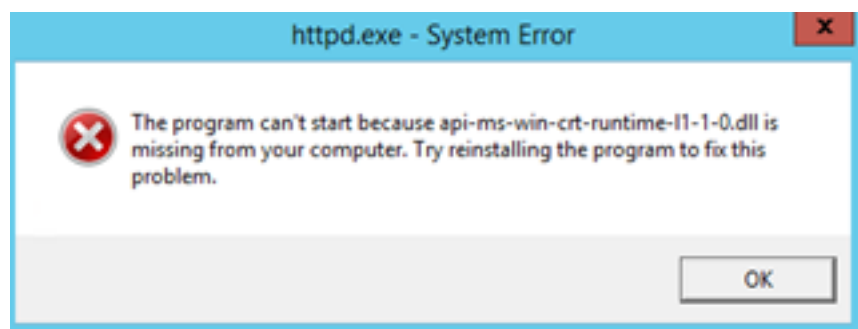 httpd.exe - System Error
x
The program can't start because api-ms-win-crt-runtime-l1-1-0.dll is
missing from your computer. Try reinstalling the program to fix this
problem.
OK